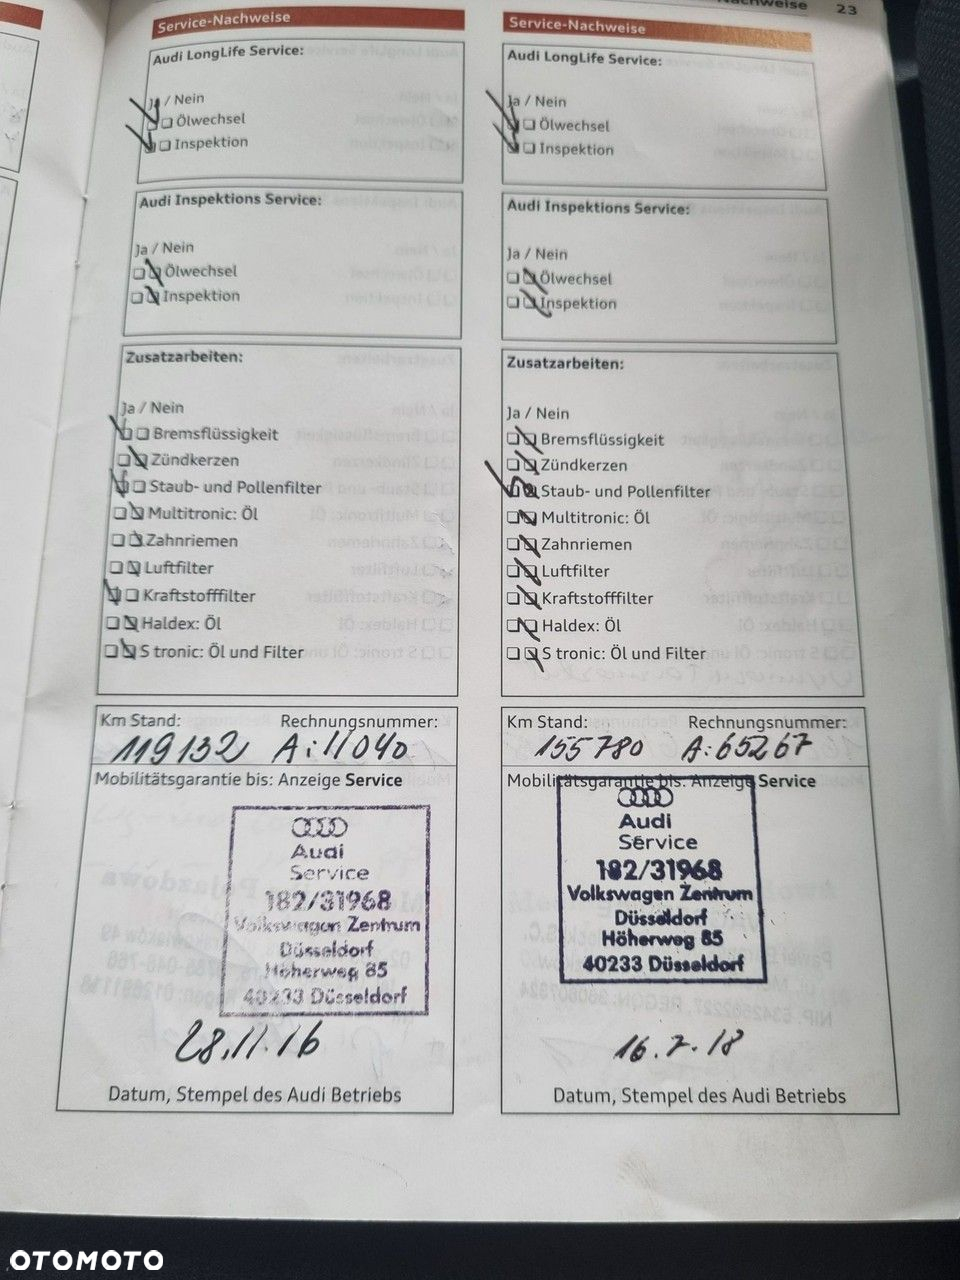 23
Service-Nachweise
Audi LongLife Service:
Ja / Nein
Ölwechsel
Inspektion
Audi Inspektions Service:
Ja / Nein
Ölwechsel
Inspektion
Zusatzarbeiten:
Ja / Nein
Bremsflüssigkeit
Zündkerzen
Staub- und Pollenfilter
Multitronic: Öl
Zahnriemen
Luftfilter
Kraftstofffilter
Haldex: Öl
S tronic: Öl und Filter
Km Stand: Rechnungsnummer:
119132 A:11040
Mobilitätsgarantie bis: Anzeige Service
Audi
Service
182/31968
Volkswagen Zentrum
Düsseldorf
Höherweg 85
40233 Düsseldorf
28.11.16
Datum, Stempel des Audi Betriebs
Service-Nachweise
Audi LongLife Service:
Ja / Nein
Ölwechsel
Inspektion
Audi Inspektions Service:
Ja / Nein
Ölwechsel
Inspektion
Zusatzarbeiten:
Ja / Nein
Bremsflüssigkeit
Zündkerzen
Staub- und Pollenfilter
Multitronic: Öl
Zahnriemen
Luftfilter
Kraftstofffilter
Haldex: Öl
S tronic: Öl und Filter
Km Stand: Rechnungsnummer:
155780 A:65267
Mobilitätsgarantie bis: Anzeige Service
Audi
Service
182/31968
Volkswagen Zentrum
Düsseldorf
Höherweg 85
40233 Düsseldorf
16.7.18
Datum, Stempel des Audi Betriebs
OTOMOTO